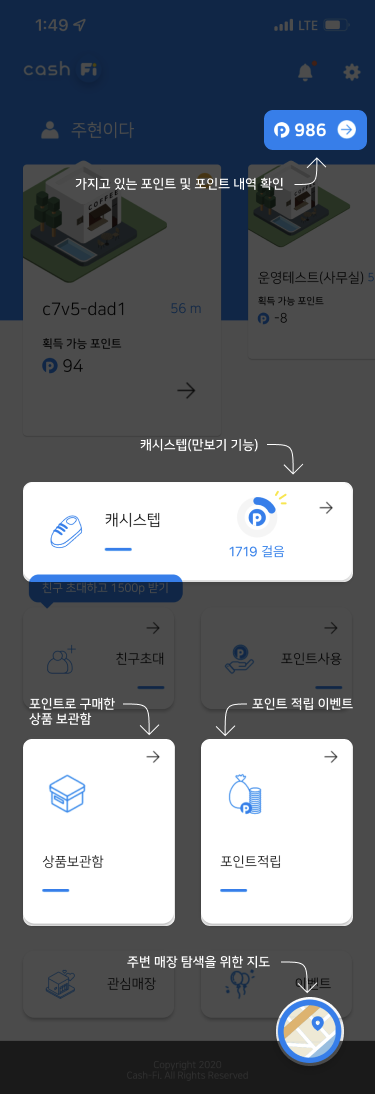 1:49 LTE
cash Fi
주현이다
986
가지고 있는 포인트 및 포인트 내역 확인
COFFEE
c7v5-dad1 56 m
획득 가능 포인트
94
운영테스트(사무실) 5
획득 가능 포인트
-8
캐시스텝(만보기 기능)
캐시스텝
1719 걸음
친구 초대하고 1500p 받기
친구초대
포인트사용
포인트로 구매한
상품 보관함
포인트 적립 이벤트
상품보관함
포인트적립
주변 매장 탐색을 위한 지도
관심매장
이벤트
Copyright 2020
Cash-Fi. All Rights Reserved